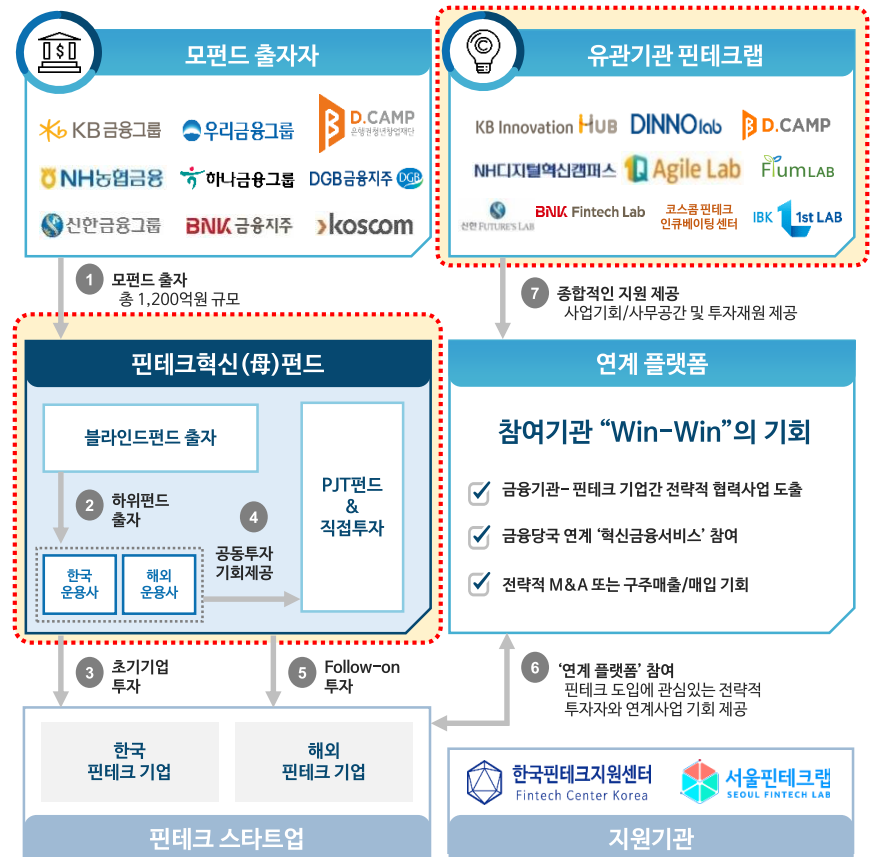 모펀드 출자자
KB금융그룹
우리금융그룹
D.CAMP
은행권청년창업재단
NH농협금융
하나금융그룹
DGB금융지주 DGB
신한금융그룹
BNK 금융지주
koscom
유관기관 핀테크랩
KB Innovation HUB
DINNOlab
D.CAMP
NH디지털혁신캠퍼스
1Q Agile Lab
FiumLAB
신한 FUTURE'S LAB
BNK Fintech Lab
코스콤 핀테크
인큐베이팅 센터
IBK 1st LAB
1 모펀드 출자
총 1,200억원 규모
7 종합적인 지원 제공
사업기회/사무공간 및 투자재원 제공
핀테크혁신(母)펀드
블라인드펀드 출자
2 하위펀드
출자
한국
운용사
해외
운용사
4
공동투자
기회제공
PJT펀드
&
직접투자
연계 플랫폼
참여기관 “Win-Win”의 기회
금융기관- 핀테크 기업간 전략적 협력사업 도출
금융당국 연계 ‘혁신금융서비스’ 참여
전략적 M&A 또는 구주매출/매입 기회
3 초기기업
투자
5 Follow-on
투자
6 ‘연계 플랫폼’ 참여
핀테크 도입에 관심있는 전략적
투자자와 연계사업 기회 제공
한국
핀테크 기업
해외
핀테크 기업
핀테크 스타트업
한국핀테크지원센터
Fintech Center Korea
서울핀테크랩
SEOUL FINTECH LAB
지원기관